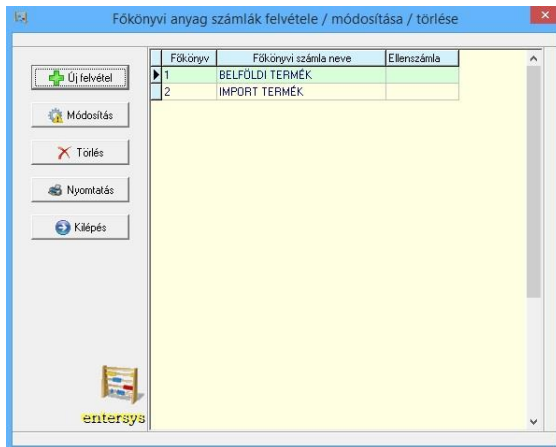 Főkönyvi anyag számlák felvétele / módosítása / törlése
Új felvétel
Módosítás
Törlés
Nyomtatás
Kilépés
Főkönyv Főkönyvi számla neve Ellenszámla
1 BELFÖLDI TERMÉK
2 IMPORT TERMÉK
entersys